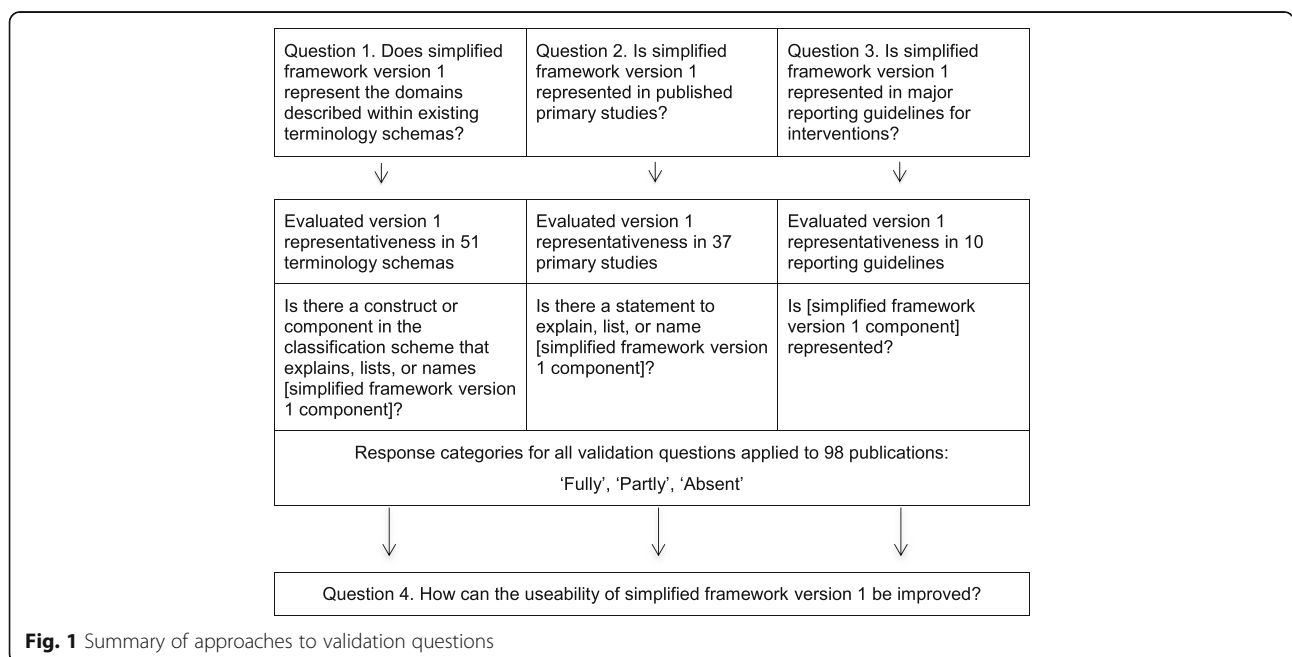 Question 1. Does simplified
framework version 1
represent the domains
described within existing
terminology schemas?
Question 2. Is simplified
framework version 1
represented in published
primary studies?
Question 3. Is simplified
framework version 1
represented in major
reporting guidelines for
interventions?
Evaluated version 1
representativeness in 51
terminology schemas
Evaluated version 1
representativeness in 37
primary studies
Evaluated version 1
representativeness in 10
reporting guidelines
Is there a construct or
component in the
classification scheme that
explains, lists, or names
[simplified framework version
1 component]?
Is there a statement to
explain, list, or name
[simplified framework version
1 component]?
Is [simplified framework
version 1 component]
represented?
Response categories for all validation questions applied to 98 publications:
‘Fully’, ‘Partly’, ‘Absent’
Question 4. How can the useability of simplified framework version 1 be improved?
Fig. 1 Summary of approaches to validation questions